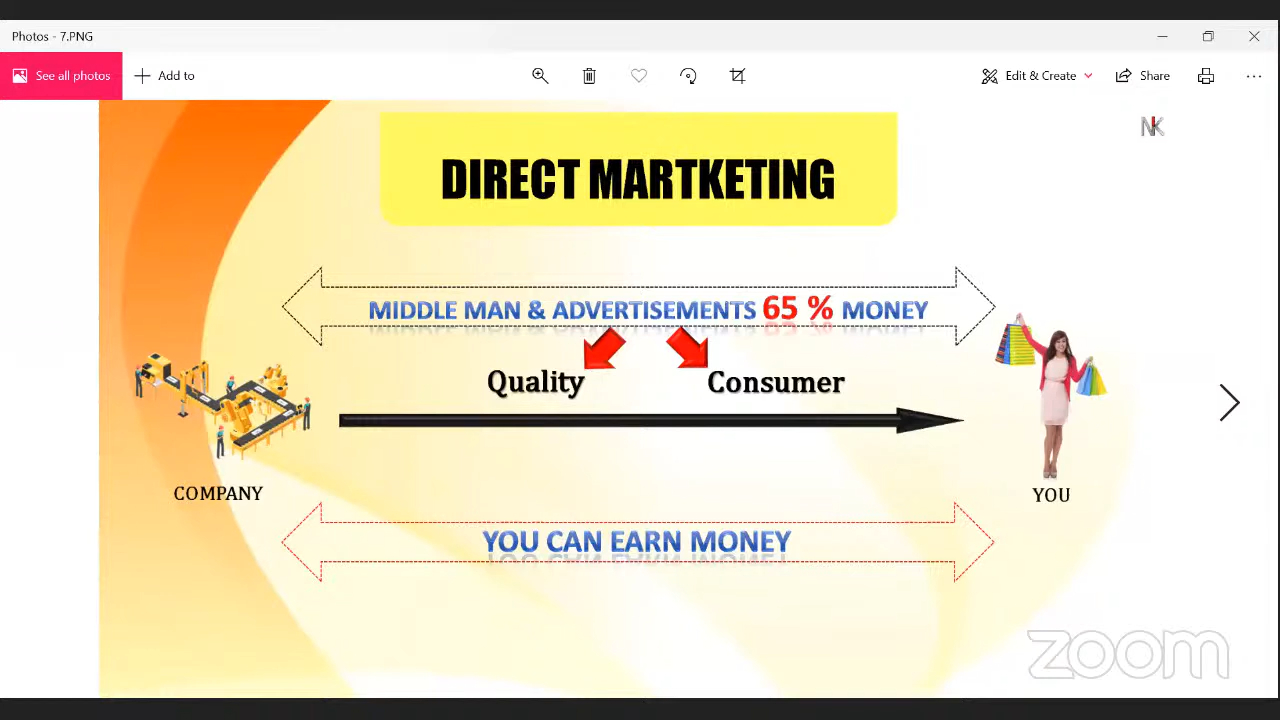 Photos - 7.PNG
See all photos
Add to
Edit & Create
Share
NK
DIRECT MARTKETING
MIDDLE MAN & ADVERTISEMENTS 65 % MONEY
Quality
Consumer
COMPANY
YOU
YOU CAN EARN MONEY
zoom